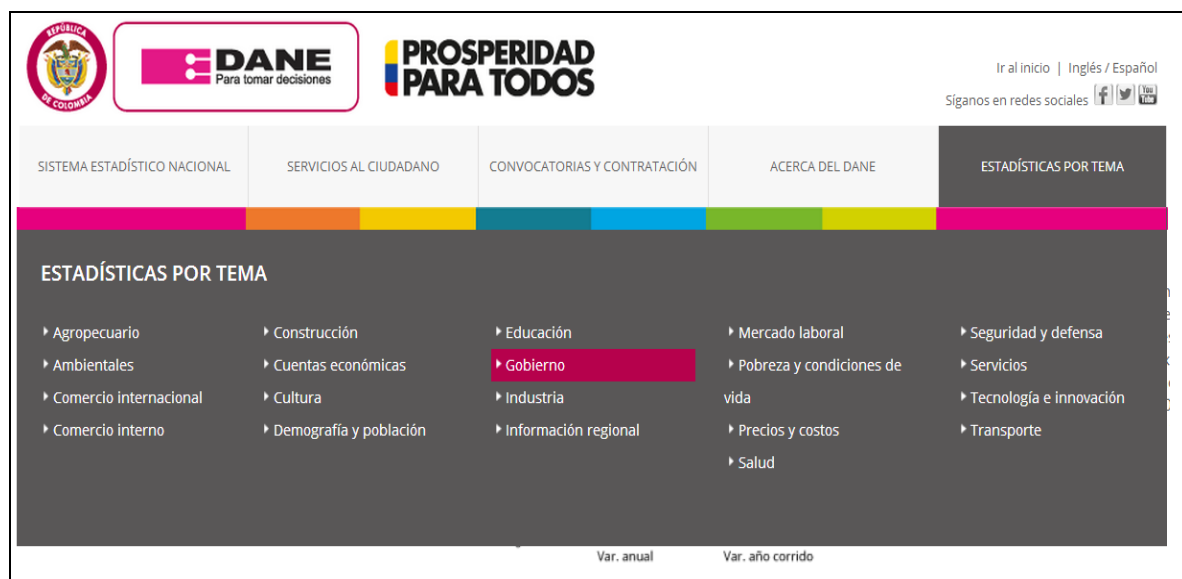 REPÚBLICA
DE COLOMBIA
DANE
Para tomar decisiones
PROSPERIDAD
PARA TODOS
Ir al inicio | Inglés / Español
Síganos en redes sociales
You
Tube
SISTEMA ESTADÍSTICO NACIONAL
SERVICIOS AL CIUDADANO
CONVOCATORIAS Y CONTRATACIÓN
ACERCA DEL DANE
ESTADÍSTICAS POR TEMA
ESTADÍSTICAS POR TEMA
Agropecuario
Ambientales
Comercio internacional
Comercio interno
Construcción
Cuentas económicas
Cultura
Demografía y población
Educación
Gobierno
Industria
Información regional
Mercado laboral
Pobreza y condiciones de
vida
Precios y costos
Salud
Seguridad y defensa
Servicios
Tecnología e innovación
Transporte
Var. anual
Var. año corrido